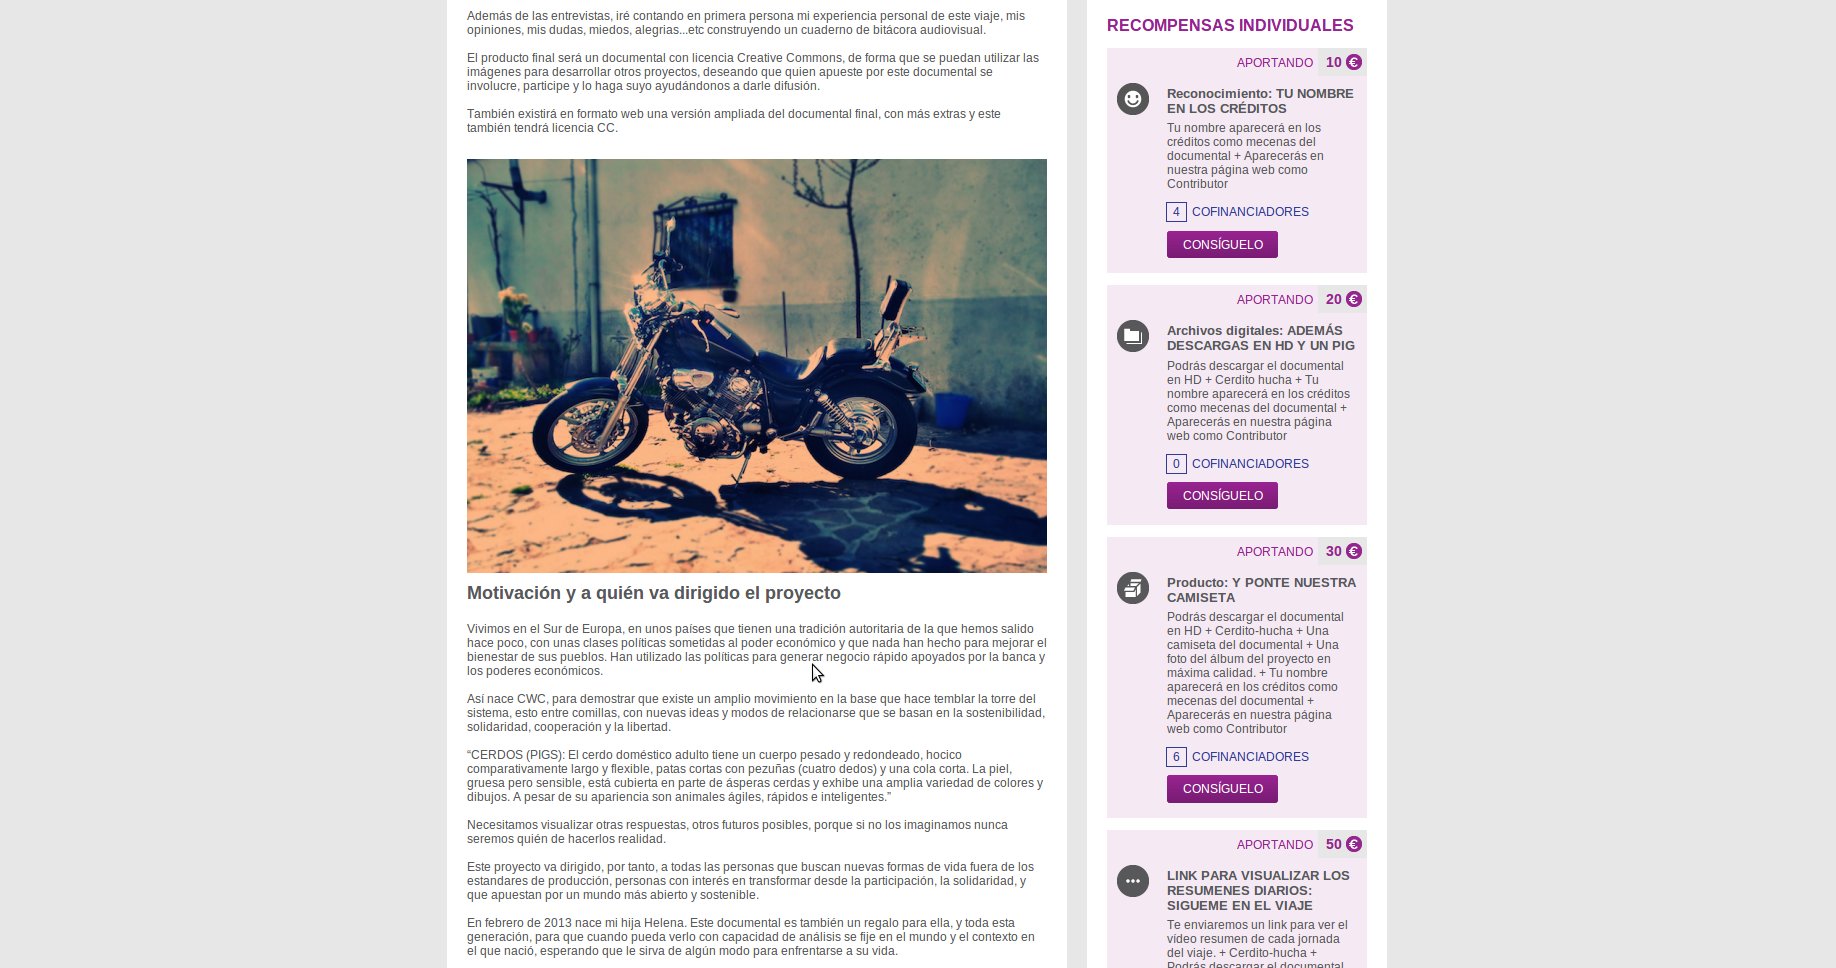 Además de las entrevistas, iré contando en primera persona mi experiencia personal de este viaje, mis
opiniones, mis dudas, miedos, alegrias...etc construyendo un cuaderno de bitácora audiovisual.
El producto final será un documental con licencia Creative Commons, de forma que se puedan utilizar las
imágenes para desarrollar otros proyectos, deseando que quien apueste por este documental se
involucre, participe y lo haga suyo ayudándonos a darle difusión.
También existirá en formato web una versión ampliada del documental final, con más extras y este
también tendrá licencia CC.
Motivación y a quién va dirigido el proyecto
Vivimos en el Sur de Europa, en unos países que tienen una tradición autoritaria de la que hemos salido
hace poco, con unas clases políticas sometidas al poder económico y que nada han hecho para mejorar el
bienestar de sus pueblos. Han utilizado las políticas para generar negocio rápido apoyados por la banca y
los poderes económicos.
Así nace CWC, para demostrar que existe un amplio movimiento en la base que hace temblar la torre del
sistema, esto entre comillas, con nuevas ideas y modos de relacionarse que se basan en la sostenibilidad,
solidaridad, cooperación y la libertad.
“CERDOS (PIGS): El cerdo doméstico adulto tiene un cuerpo pesado y redondeado, hocico
comparativamente largo y flexible, patas cortas con pezuñas (cuatro dedos) y una cola corta. La piel,
gruesa pero sensible, está cubierta en parte de ásperas cerdas y exhibe una amplia variedad de colores y
dibujos. A pesar de su apariencia son animales ágiles, rápidos e inteligentes.”
Necesitamos visualizar otras respuestas, otros futuros posibles, porque si no los imaginamos nunca
seremos quién de hacerlos realidad.
Este proyecto va dirigido, por tanto, a todas las personas que buscan nuevas formas de vida fuera de los
estandares de producción, personas con interés en transformar desde la participación, la solidaridad, y
que apuestan por un mundo más abierto y sostenible.
En febrero de 2013 nace mi hija Helena. Este documental es también un regalo para ella, y toda esta
generación, para que cuando pueda verlo con capacidad de análisis se fije en el mundo y el contexto en
el que nació, esperando que le sirva de algún modo para enfrentarse a su vida.
RECOMPENSAS INDIVIDUALES
APORTANDO 10 €
Reconocimiento: TU NOMBRE
EN LOS CRÉDITOS
Tu nombre aparecerá en los
créditos como mecenas del
documental + Aparecerás en
nuestra página web como
Contributor
4 COFINANCIADORES
CONSÍGUELO
APORTANDO 20 €
Archivos digitales: ADEMÁS
DESCARGAS EN HD Y UN PIG
Podrás descargar el documental
en HD + Cerdito hucha + Tu
nombre aparecerá en los créditos
como mecenas del documental +
Aparecerás en nuestra página
web como Contributor
0 COFINANCIADORES
CONSÍGUELO
APORTANDO 30 €
Producto: Y PONTE NUESTRA
CAMISETA
Podrás descargar el documental
en HD + Cerdito-hucha + Una
camiseta del documental + Una
foto del álbum del proyecto en
máxima calidad. + Tu nombre
aparecerá en los créditos como
mecenas del documental +
Aparecerás en nuestra página
web como Contributor
6 COFINANCIADORES
CONSÍGUELO
APORTANDO 50 €
LINK PARA VISUALIZAR LOS
RESUMENES DIARIOS:
SIGUEME EN EL VIAJE
Te enviaremos un link para ver el
vídeo resumen de cada jornada
del viaje. + Cerdito-hucha +
Podrás descargar el documental